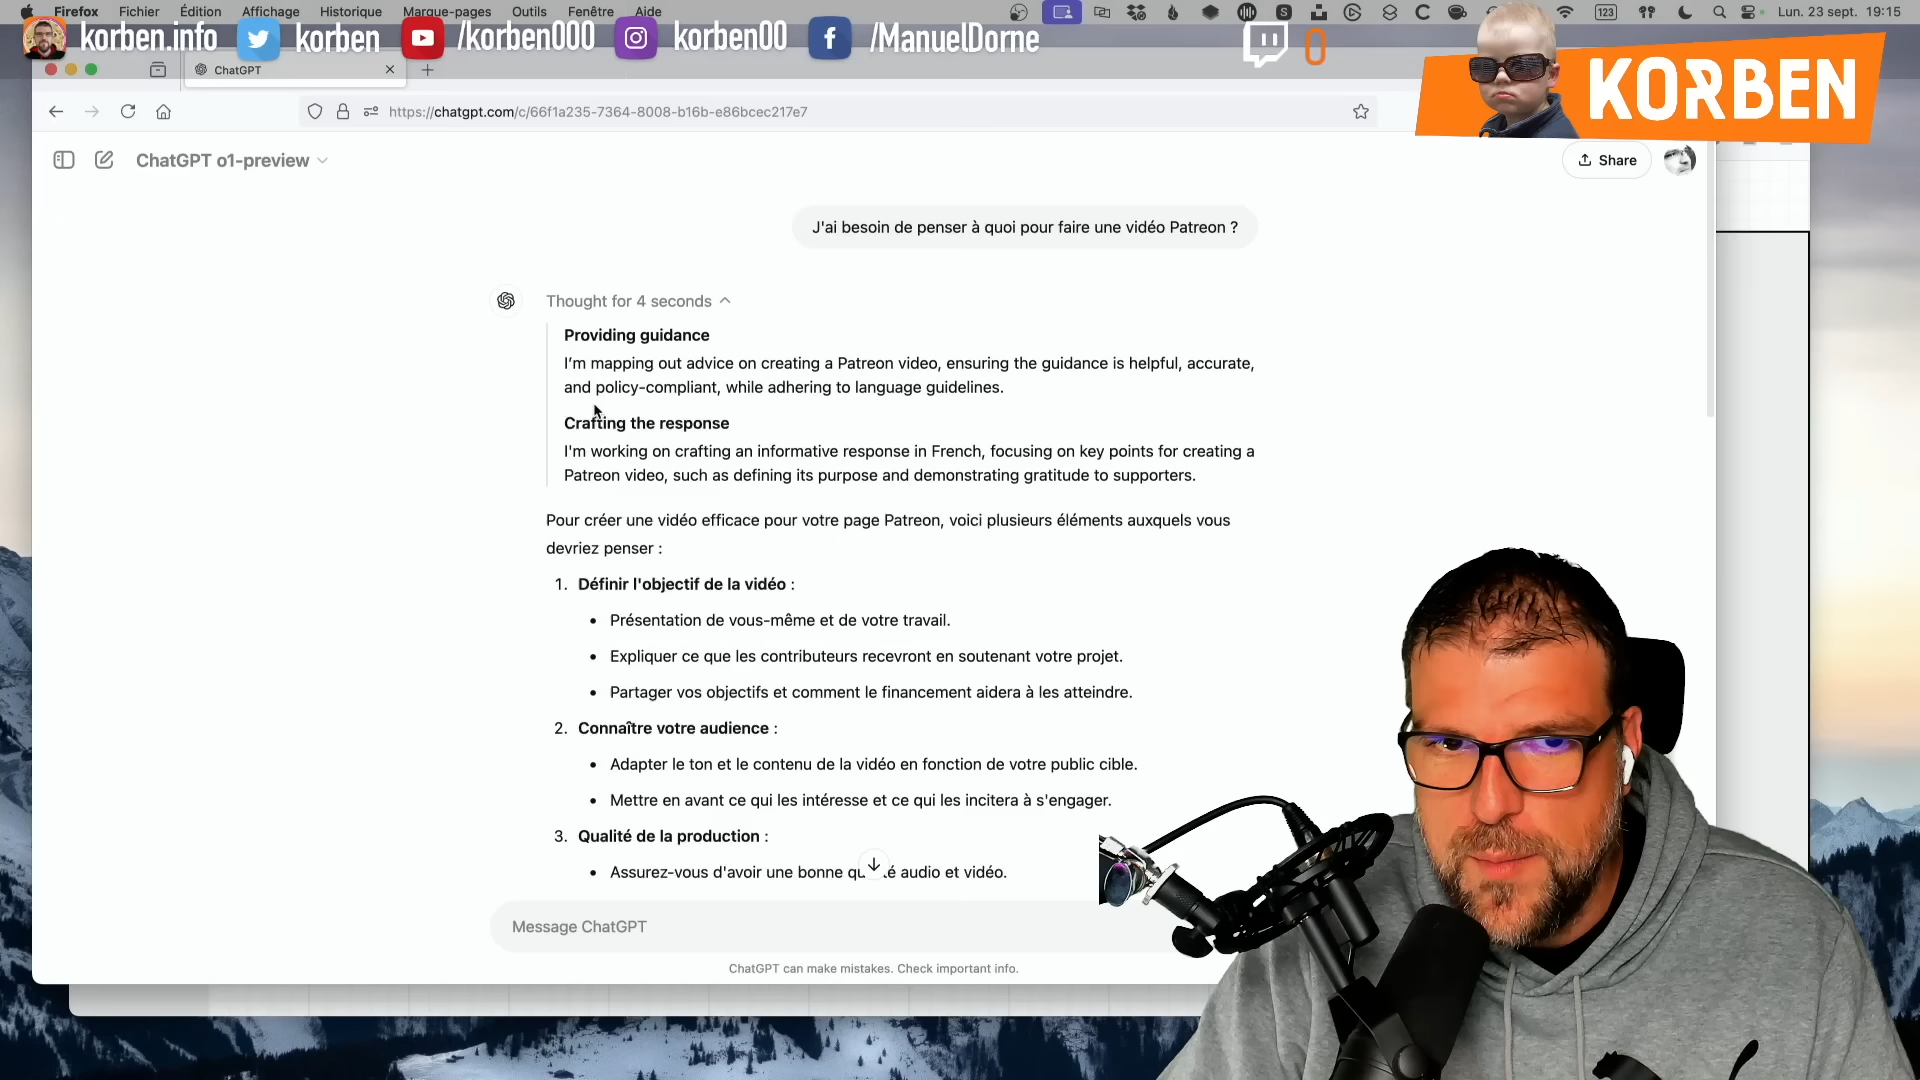 Firefox Fichier Édition Affichage Historique Marque-pages Outils Fenêtre Aide
123 Lun. 23 sept. 19:15
korben.info korben /korben000 korben00 /ManuelDorne 0
KORBEN
ChatGPT
https://chatgpt.com/c/66f1a235-7364-8008-b16b-e86bcec217e7
ChatGPT o1-preview
Share
J'ai besoin de penser à quoi pour faire une vidéo Patreon ?
Thought for 4 seconds
Providing guidance
I'm mapping out advice on creating a Patreon video, ensuring the guidance is helpful, accurate,
and policy-compliant, while adhering to language guidelines.
Crafting the response
I'm working on crafting an informative response in French, focusing on key points for creating a
Patreon video, such as defining its purpose and demonstrating gratitude to supporters.
Pour créer une vidéo efficace pour votre page Patreon, voici plusieurs éléments auxquels vous
devriez penser :
1. Définir l'objectif de la vidéo :
• Présentation de vous-même et de votre travail.
• Expliquer ce que les contributeurs recevront en soutenant votre projet.
• Partager vos objectifs et comment le financement aidera à les atteindre.
2. Connaître votre audience :
• Adapter le ton et le contenu de la vidéo en fonction de votre public cible.
• Mettre en avant ce qui les intéresse et ce qui les incitera à s'engager.
3. Qualité de la production :
• Assurez-vous d'avoir une bonne qualité audio et vidéo.
Message ChatGPT
ChatGPT can make mistakes. Check important info.